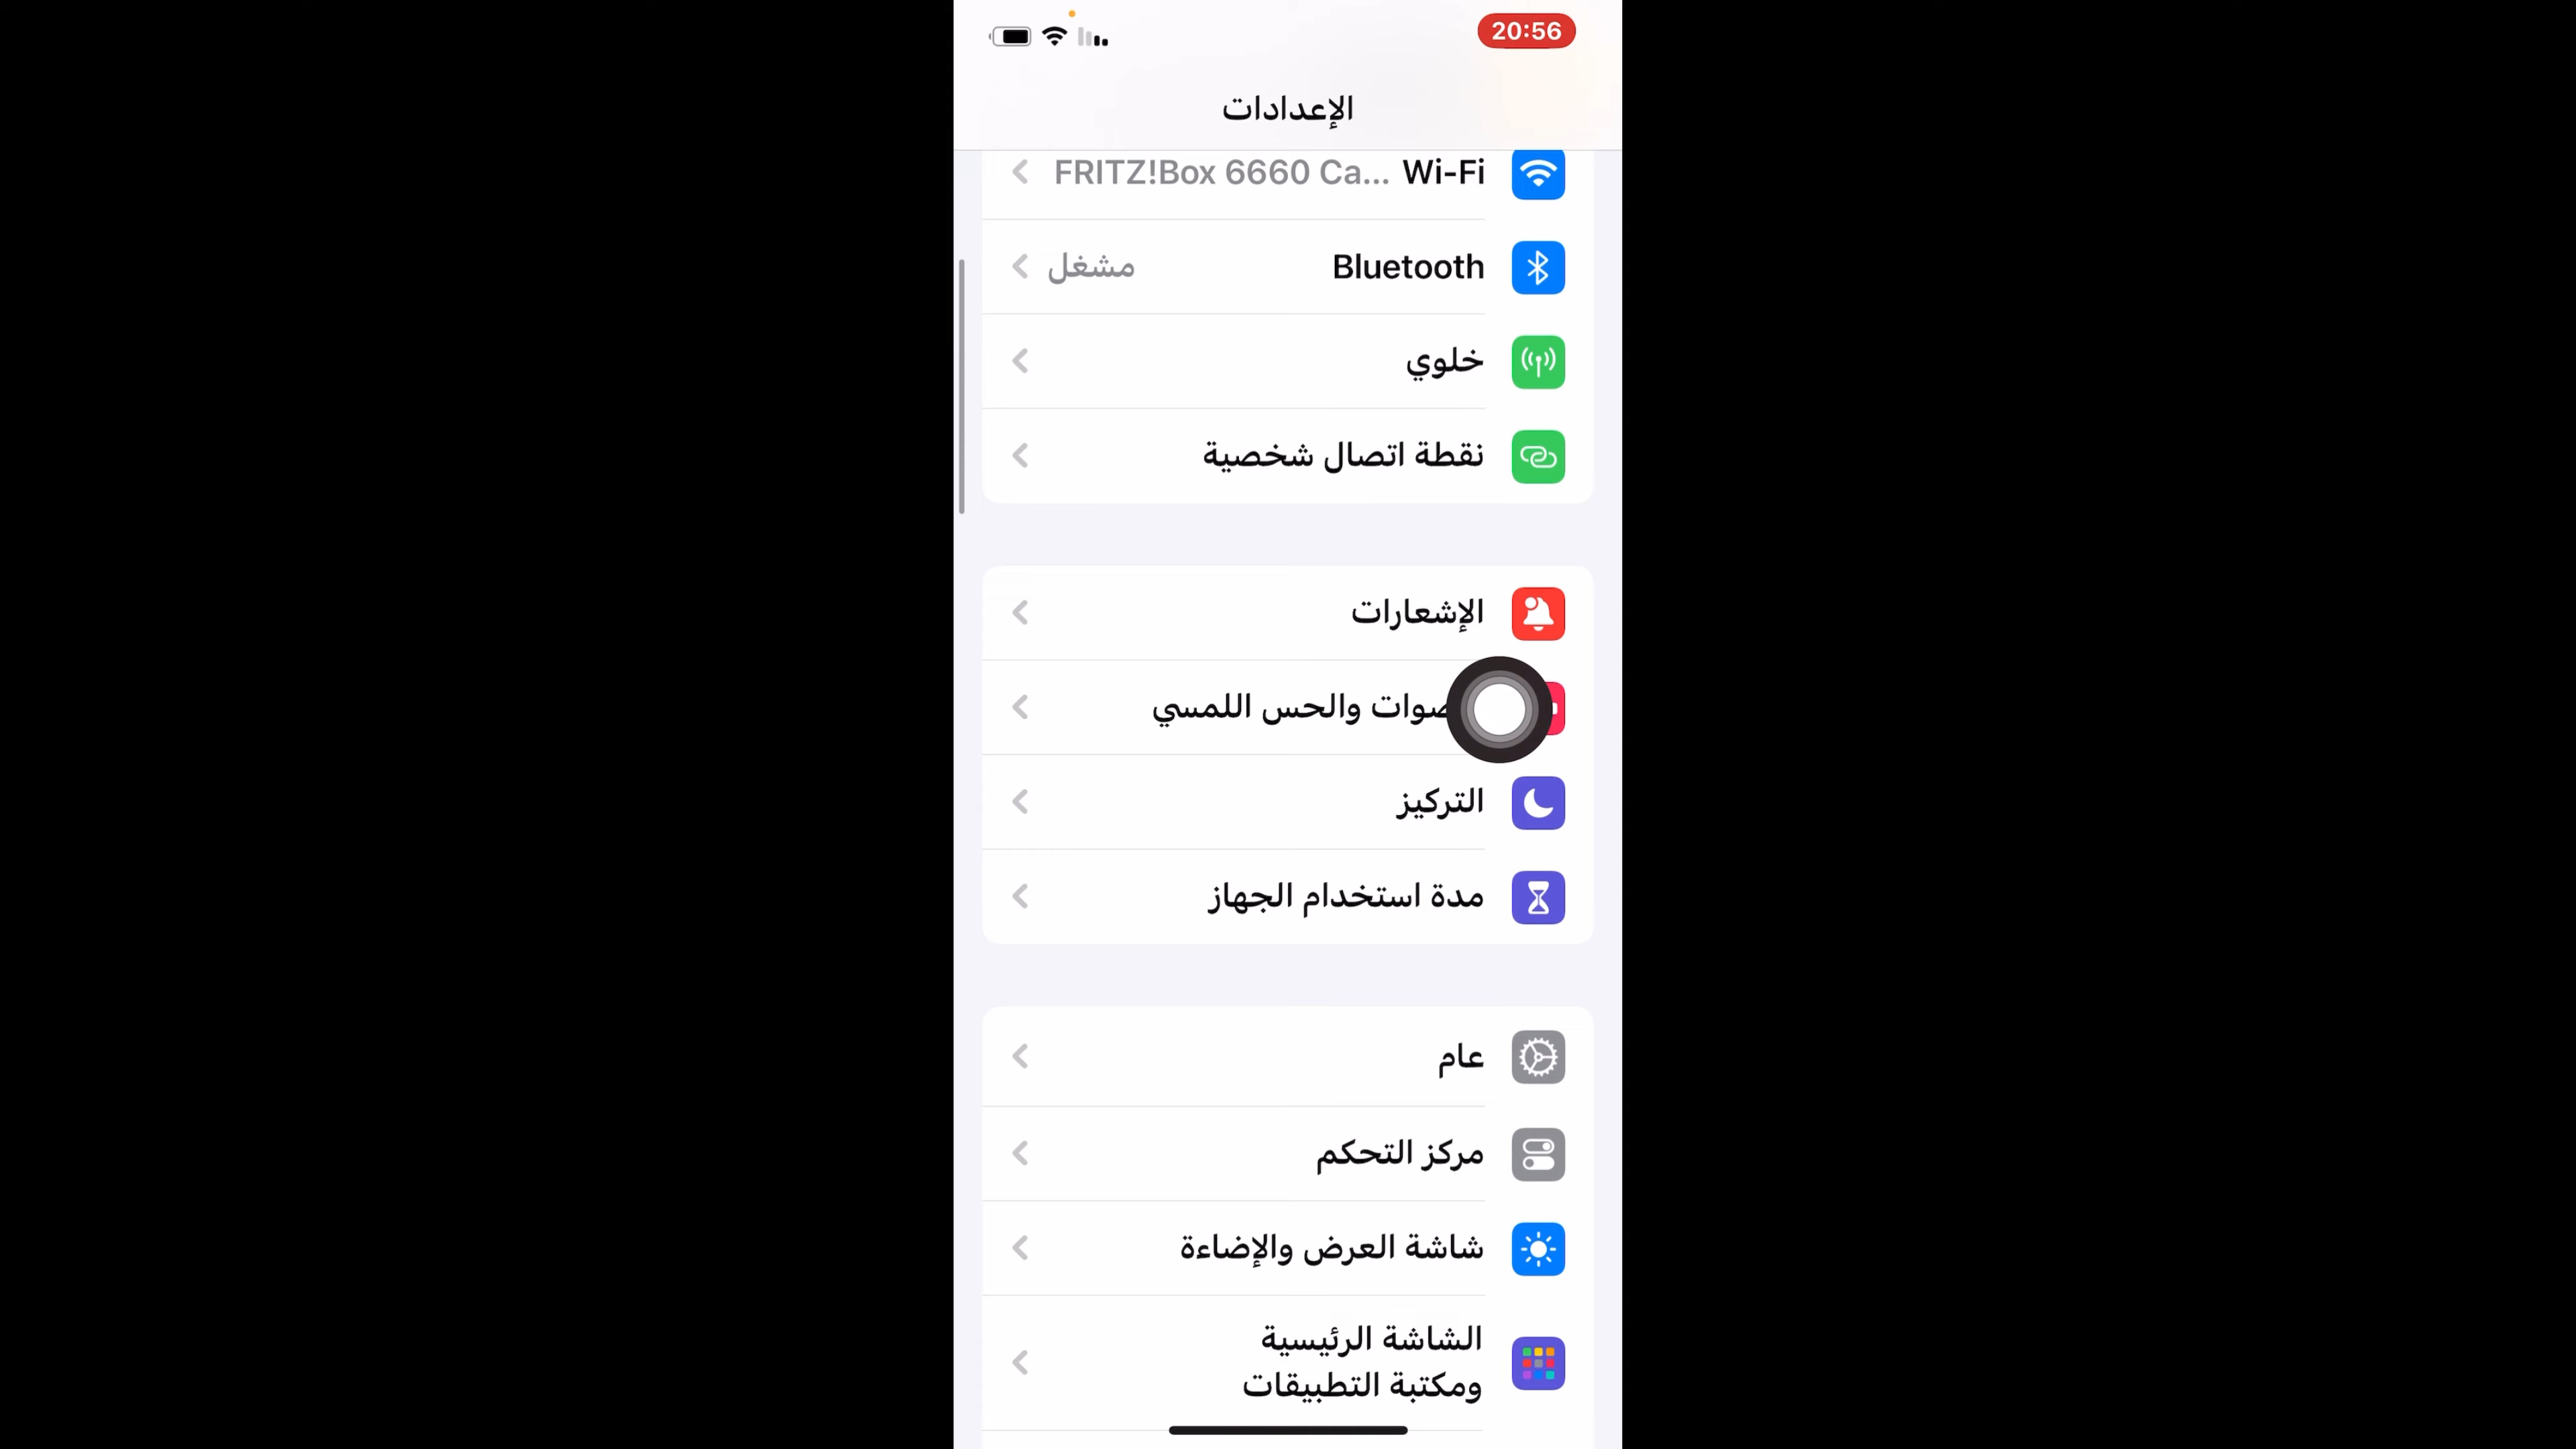 20:56
الإعدادات
Wi-Fi FRITZ!Box 6660 Ca...
Bluetooth مشغل
خلوي
نقطة اتصال شخصية
الإشعارات
والحس اللمسي
التركيز
مدة استخدام الجهاز
عام
مركز التحكم
شاشة العرض والإضاءة
الشاشة الرئيسية
ومكتبة التطبيقات